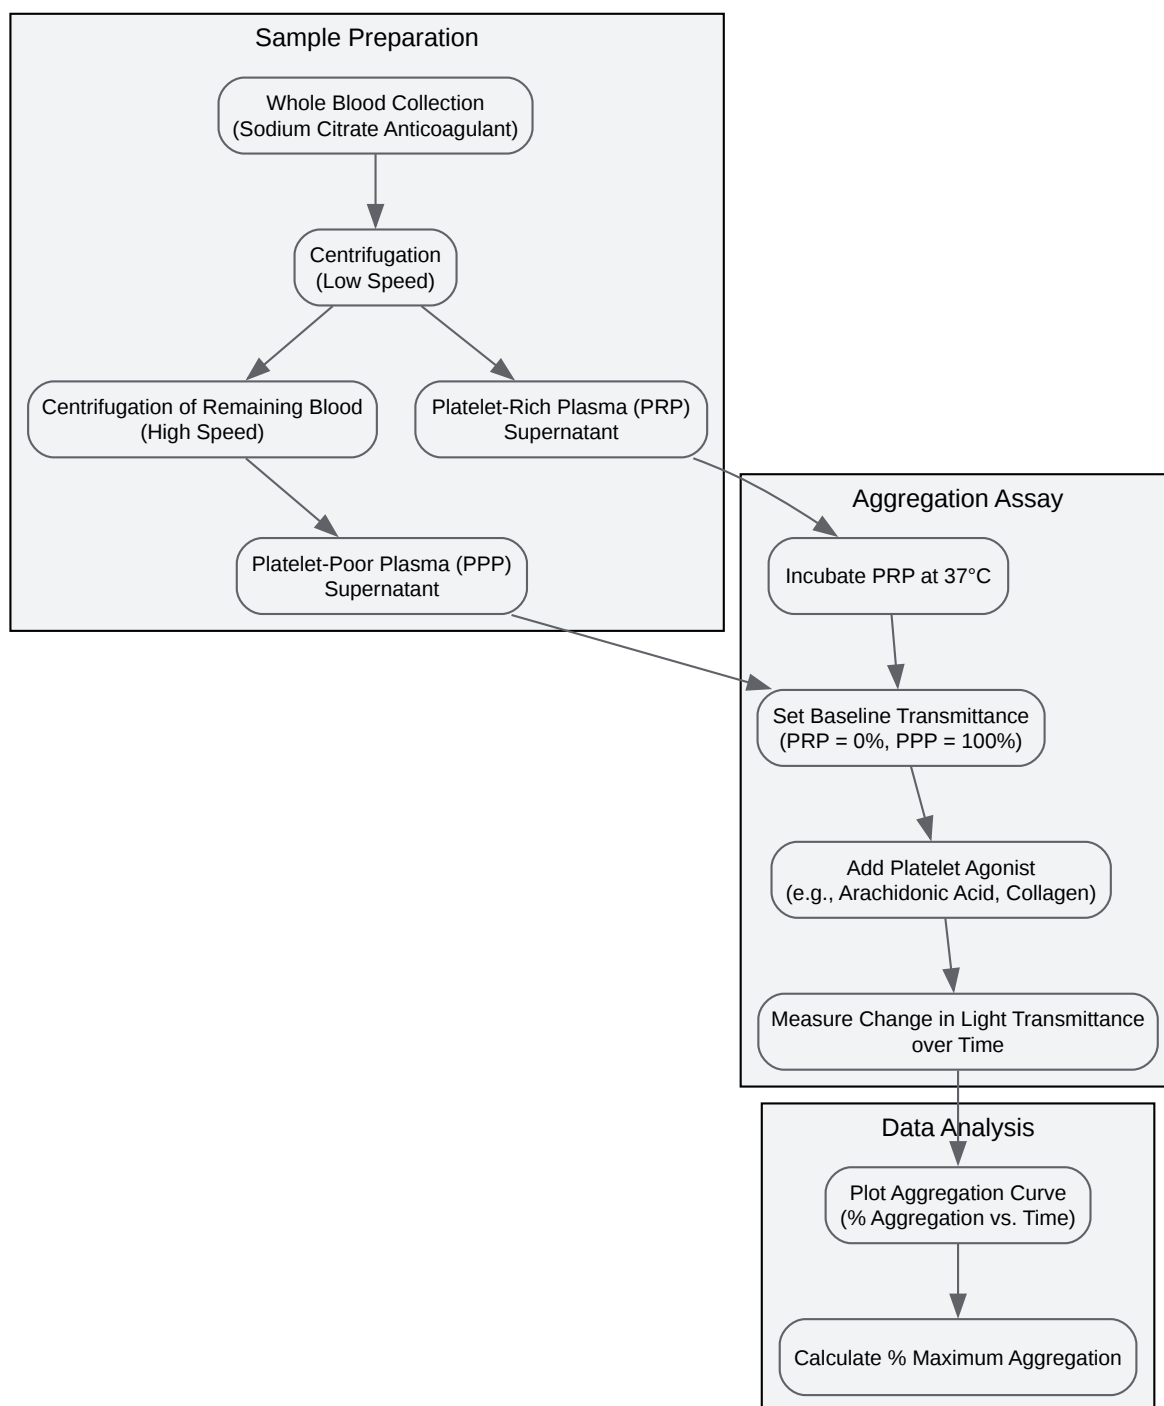 Sample Preparation
Whole Blood Collection
(Sodium Citrate Anticoagulant)
Centrifugation
(Low Speed)
Centrifugation of Remaining Blood
(High Speed)
Platelet-Rich Plasma (PRP)
Supernatant
Platelet-Poor Plasma (PPP)
Supernatant
Aggregation Assay
Incubate PRP at 37°C
Set Baseline Transmittance
(PRP = 0%, PPP = 100%)
Add Platelet Agonist
(e.g., Arachidonic Acid, Collagen)
Measure Change in Light Transmittance
over Time
Data Analysis
Plot Aggregation Curve
(% Aggregation vs. Time)
Calculate % Maximum Aggregation